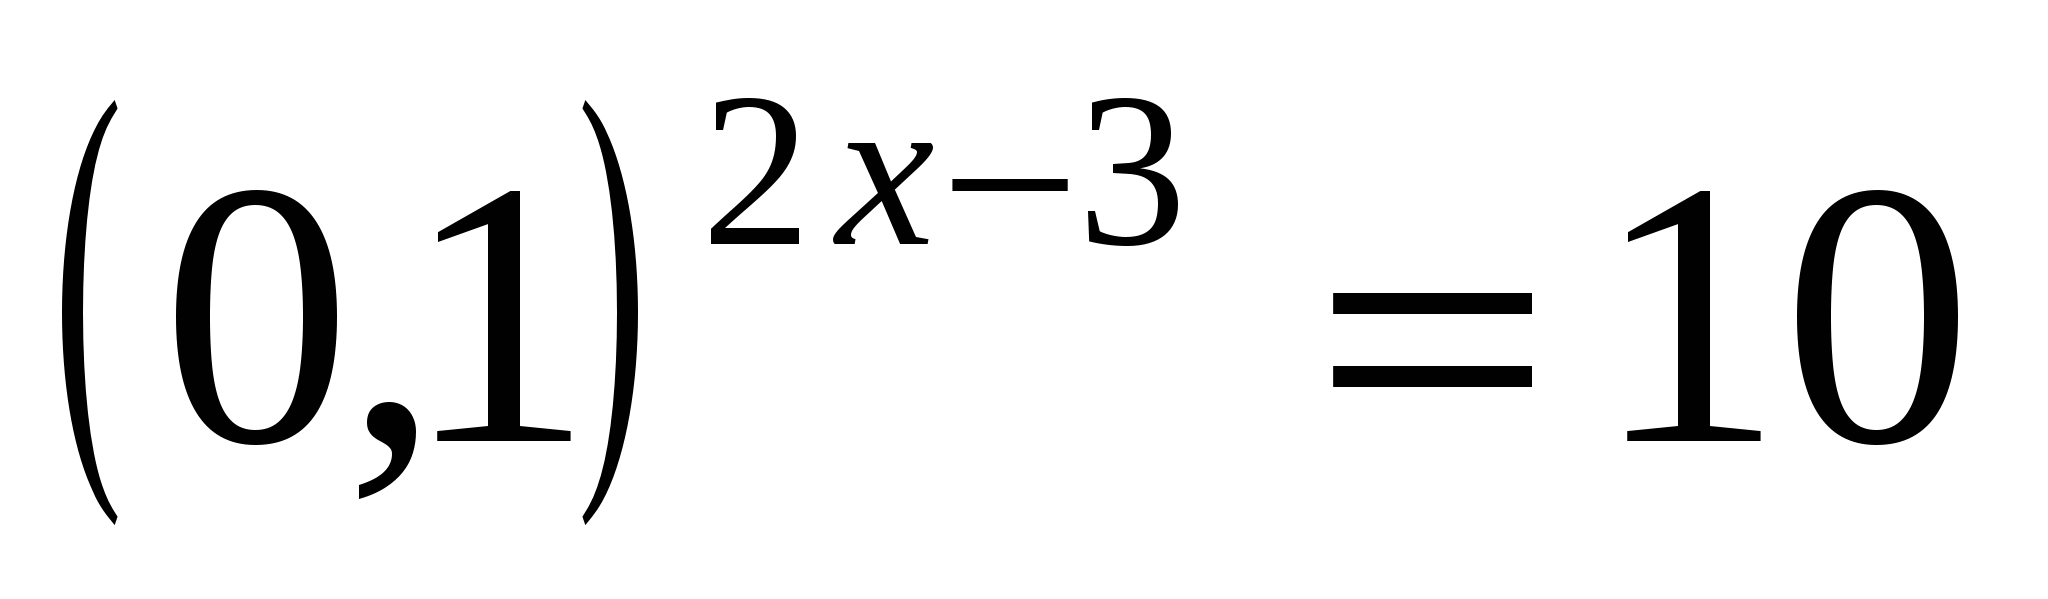 (0,1)^{2x−3} = 10